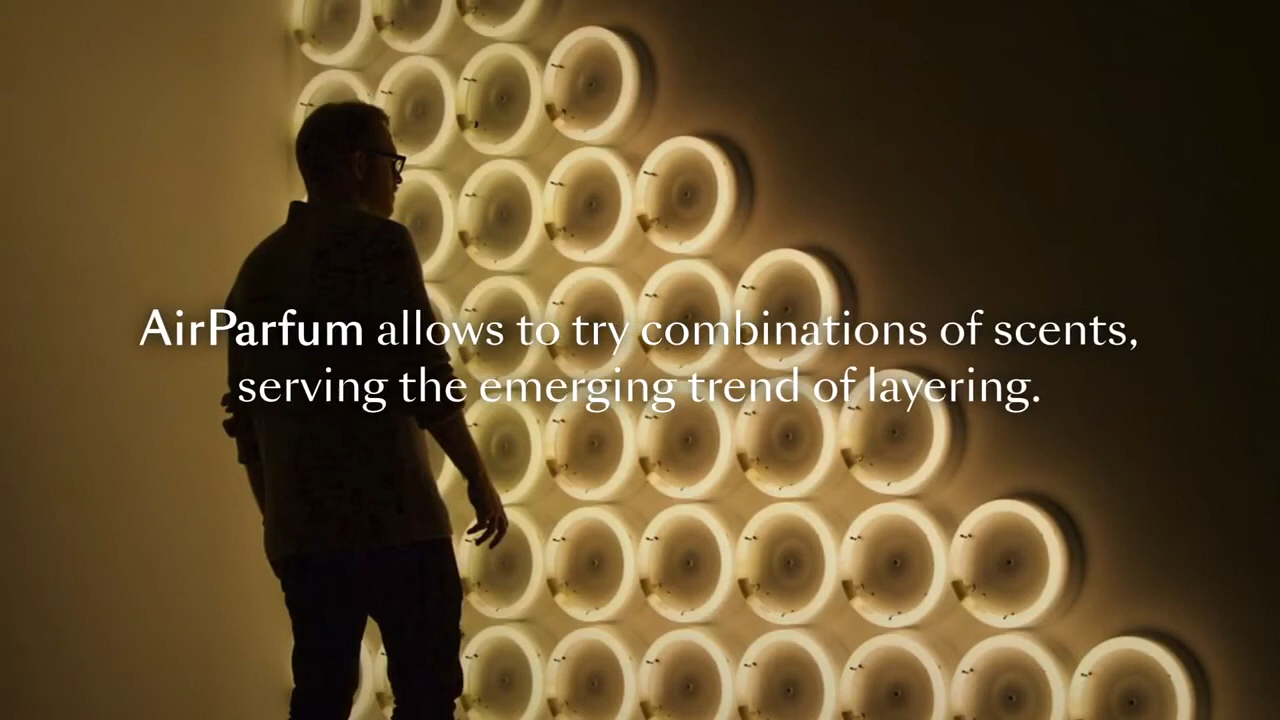 AirParfum allows to try combinations of scents,
serving the emerging trend of layering.